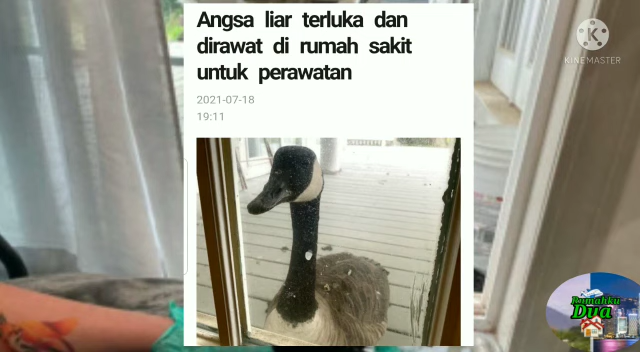 Angsa liar terluka dan
dirawat di rumah sakit
untuk perawatan
2021-07-18
19:11
KINEMASTER
Rumahku
Dua